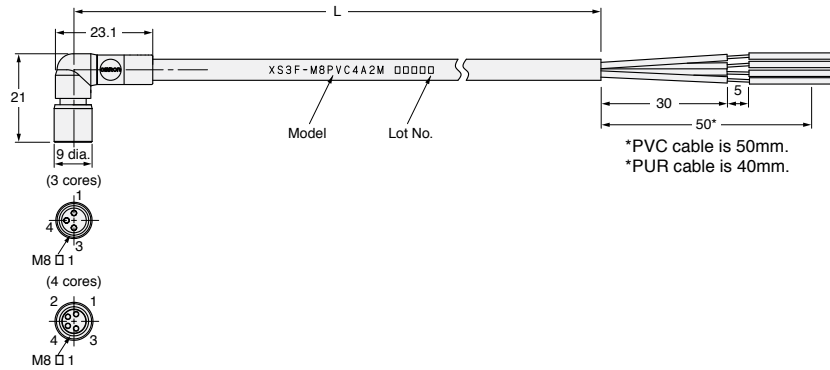 L
23.1
omron
XS3F-M8PVC4A2M □□□□□
21
Model
Lot No.
30
5
50*
9 dia.
*PVC cable is 50mm.
*PUR cable is 40mm.
(3 cores)
1
4
3
M8 □ 1
(4 cores)
2 1
4 3
M8 □ 1